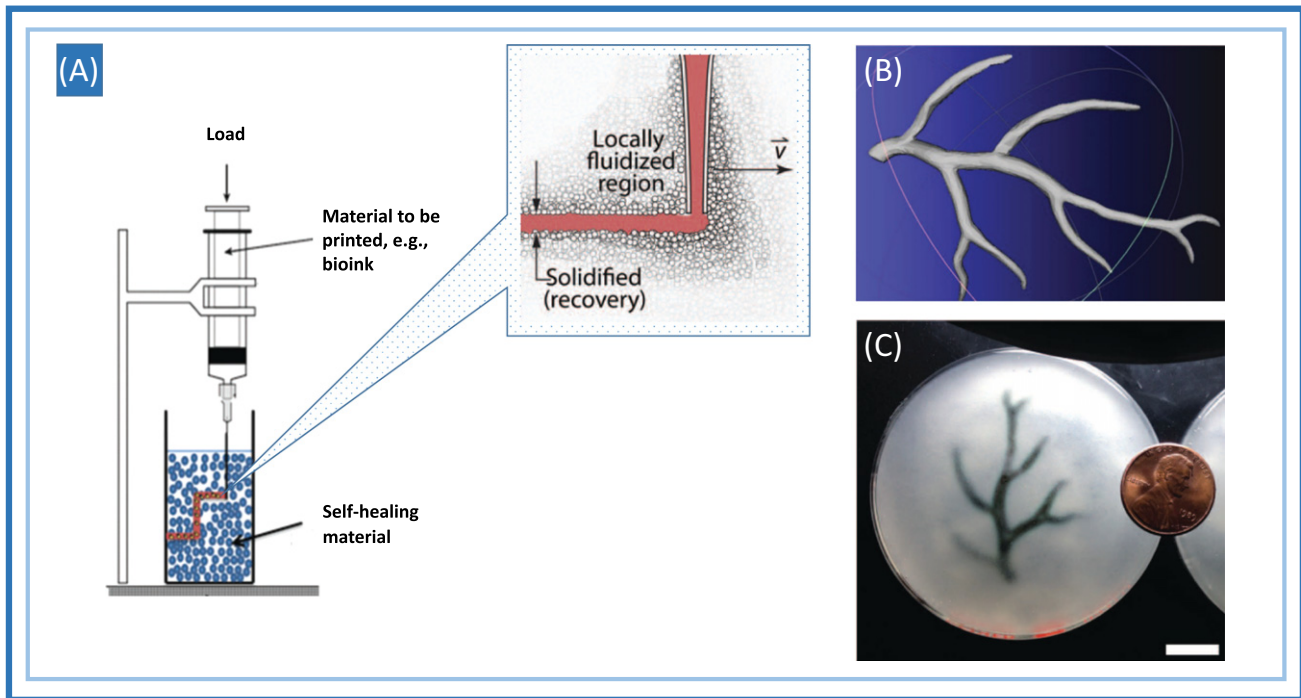 (A)
Load
Material to be
printed, e.g.,
bioink
Self-healing
material
Locally
fluidized
region
v
Solidified
(recovery)
(B)
(C)